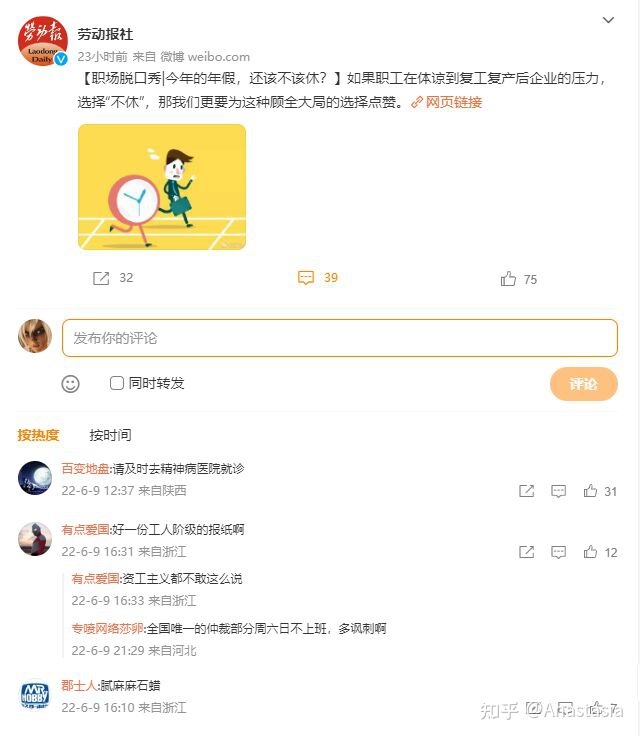 勞动報
Laodong
Daily
劳动报社
23小时前 来自 微博 weibo.com
【职场脱口秀|今年的年假，还该不该休？】如果职工在体谅到复工复产后企业的压力，
选择“不休”，那我们更要为这种顾全大局的选择点赞。网页链接
32
39
75
发布你的评论
同时转发
评论
按热度
按时间
百变地盘:请及时去精神病医院就诊
22-6-9 12:37 来自陕西
31
有点爱国:好一份工人阶级的报纸啊
22-6-9 16:31 来自浙江
12
有点爱国:资工主义都不敢这么说
22-6-9 16:33 来自浙江
专喷网络莎卵:全国唯一的仲裁部分周六日不上班，多讽刺啊
22-6-9 21:29 来自河北
MR
HOBBY
郡士人:腻麻麻石蜡
22-6-9 16:10 来自浙江
7
知乎 @Anastasia